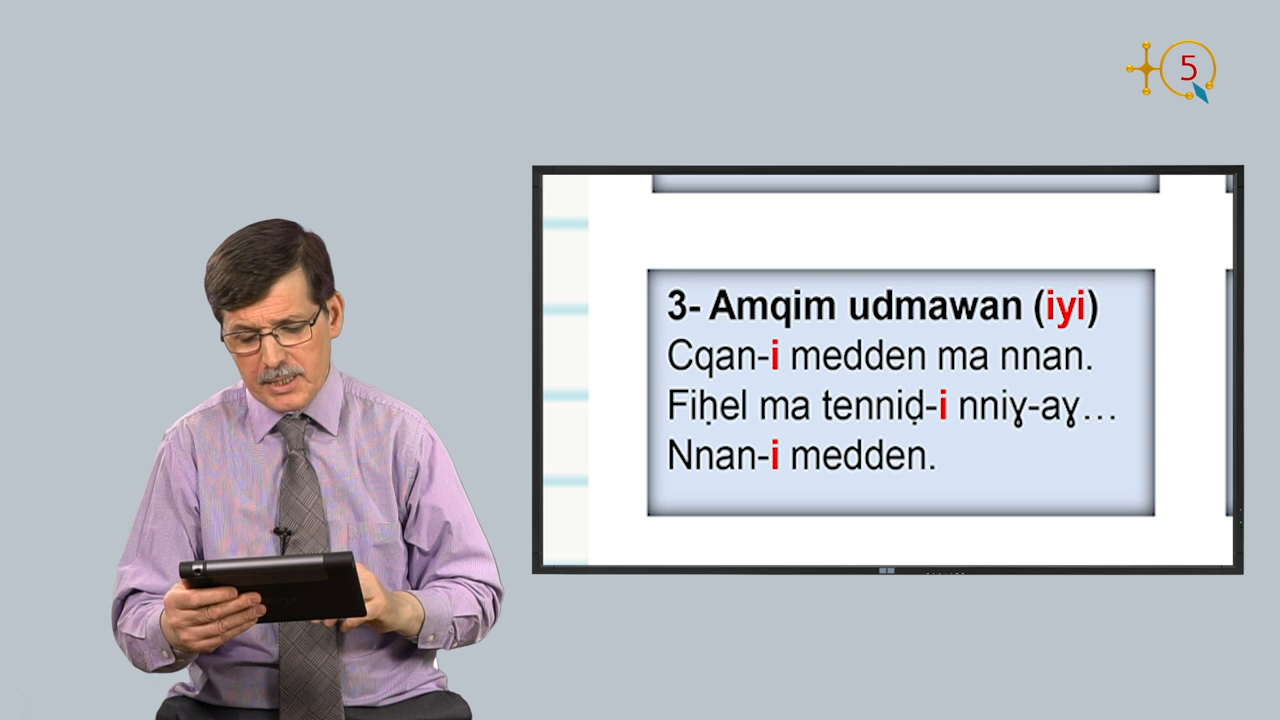 5
3- Amqim udmawan (iyi)
Cqan-i medden ma nnan.
Fiḥel ma tenniḍ-i nniɣ-aɣ…
Nnan-i medden.